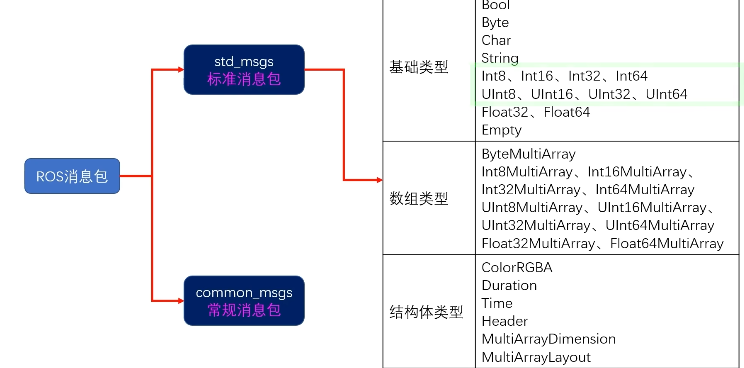 ROS消息包
std_msgs
标准消息包
common_msgs
常规消息包
基础类型
Bool
Byte
Char
String
Int8、Int16、Int32、Int64
UInt8、UInt16、UInt32、UInt64
Float32、Float64
Empty
数组类型
ByteMultiArray
Int8MultiArray、Int16MultiArray、
Int32MultiArray、Int64MultiArray
UInt8MultiArray、UInt16MultiArray、
UInt32MultiArray、UInt64MultiArray
Float32MultiArray、Float64MultiArray
结构体类型
ColorRGBA
Duration
Time
Header
MultiArrayDimension
MultiArrayLayout